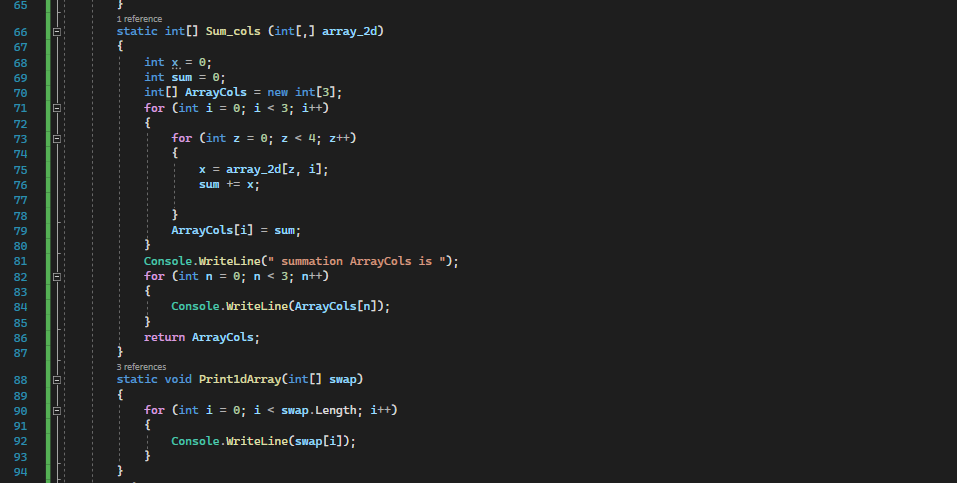 65 }
1 reference
66 static int[] Sum_cols (int[,] array_2d)
67 {
68 int x = 0;
69 int sum = 0;
70 int[] ArrayCols = new int[3];
71 for (int i = 0; i < 3; i++)
72 {
73 for (int z = 0; z < 4; z++)
74 {
75 x = array_2d[z, i];
76 sum += x;
77
78 }
79 ArrayCols[i] = sum;
80 }
81 Console.WriteLine(" summation ArrayCols is ");
82 for (int n = 0; n < 3; n++)
83 {
84 Console.WriteLine(ArrayCols[n]);
85 }
86 return ArrayCols;
87 }
3 references
88 static void Print1dArray(int[] swap)
89 {
90 for (int i = 0; i < swap.Length; i++)
91 {
92 Console.WriteLine(swap[i]);
93 }
94 }